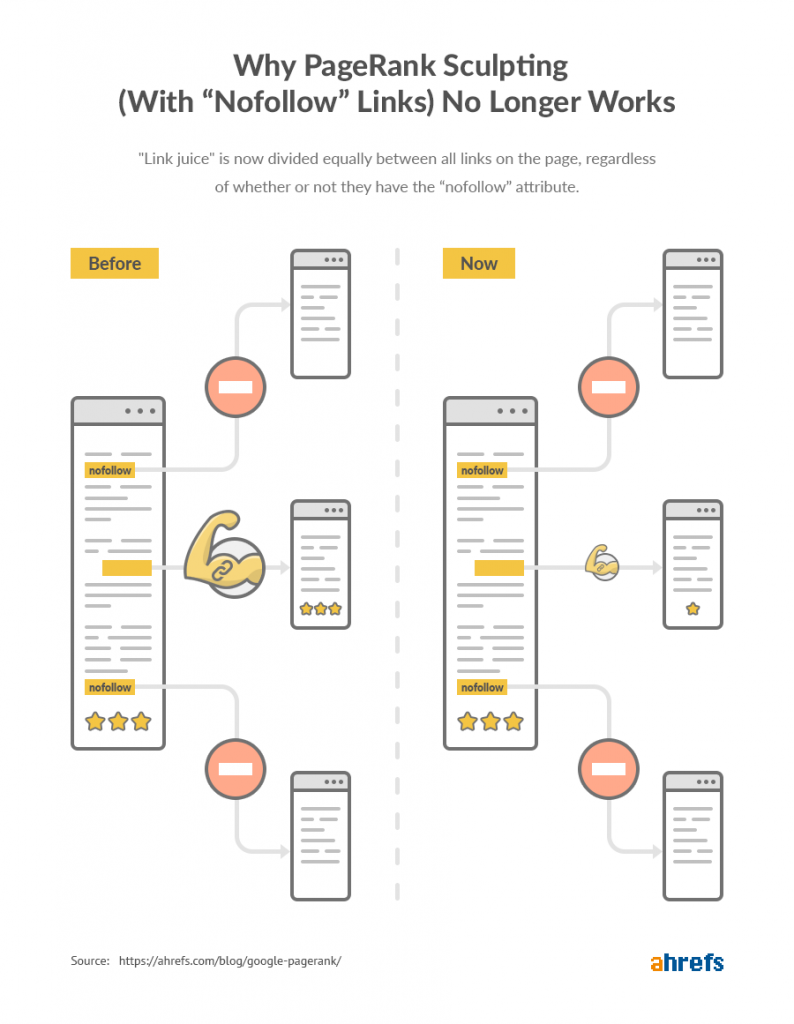 Why PageRank Sculpting
(With “Nofollow” Links) No Longer Works
"Link juice" is now divided equally between all links on the page, regardless
of whether or not they have the “nofollow” attribute.
Before
nofollow
nofollow
Now
nofollow
nofollow
Source: https://ahrefs.com/blog/google-pagerank/
ahrefs